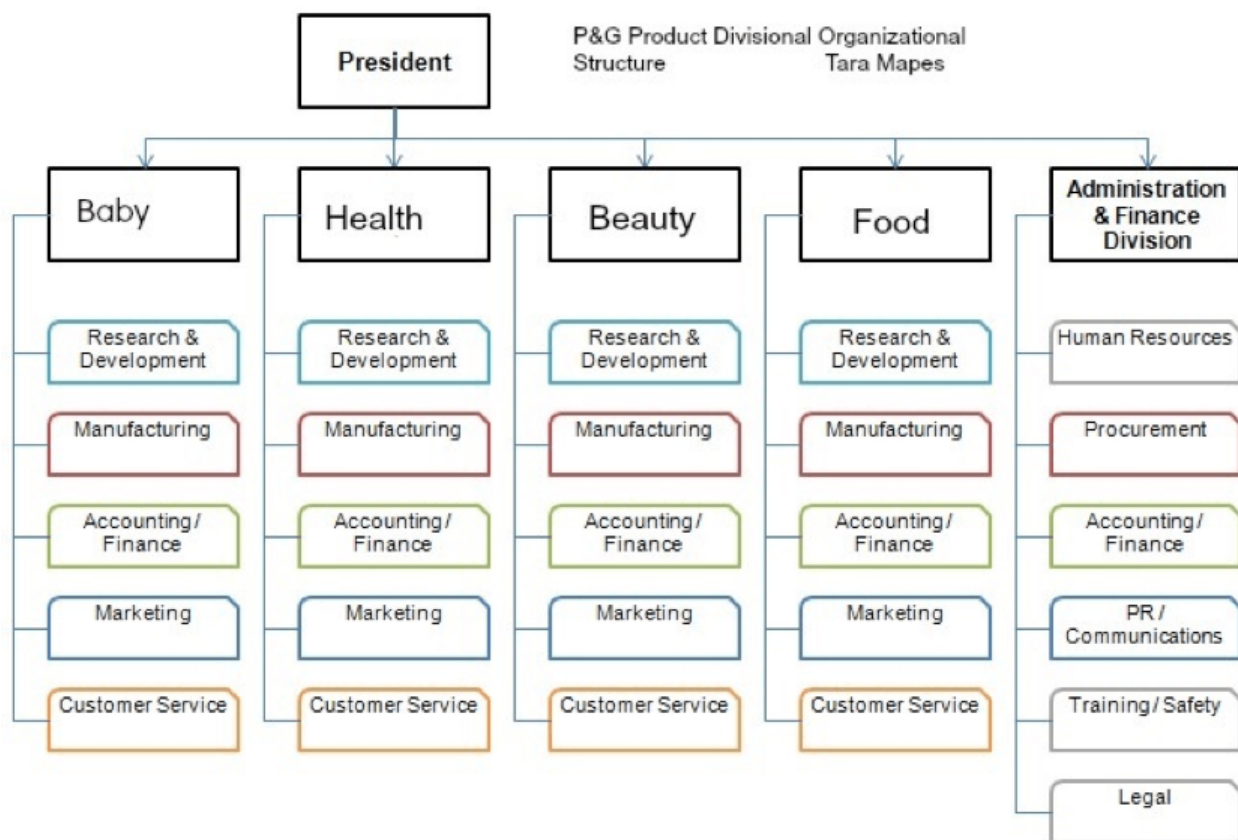 President
P&G Product Divisional Organizational
Structure Tara Mapes
Baby
Health
Beauty
Food
Administration
& Finance
Division
Research &
Development
Manufacturing
Accounting/
Finance
Marketing
Customer Service
Research &
Development
Manufacturing
Accounting/
Finance
Marketing
Customer Service
Research &
Development
Manufacturing
Accounting/
Finance
Marketing
Customer Service
Research &
Development
Manufacturing
Accounting/
Finance
Marketing
Customer Service
Human Resources
Procurement
Accounting/
Finance
PR /
Communications
Training/ Safety
Legal